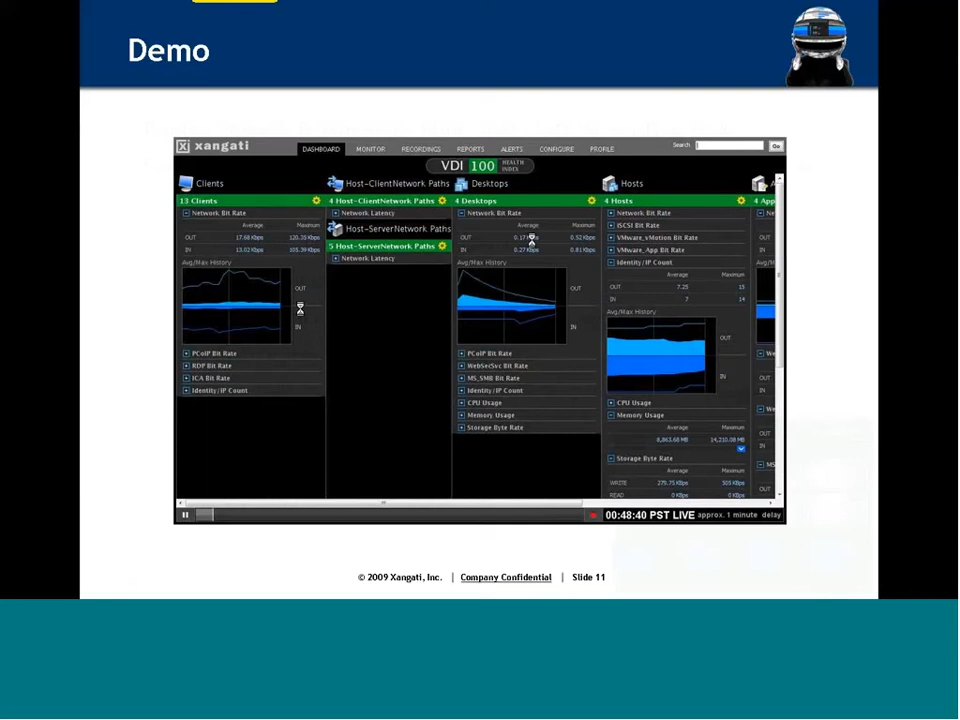 Demo
xangati
DASHBOARD MONITOR RECORDINGS REPORTS ALERTS CONFIGURE PROFILE
Search
Go
VDI 100 HEALTH INDEX
Clients
13 Clients
Network Bit Rate
Average Maximum
OUT 17.68 Kbps 120.35 Kbps
IN 13.02 Kbps 105.39 Kbps
Avg/Max History
OUT
IN
PCoIP Bit Rate
RDP Bit Rate
ICA Bit Rate
Identity/IP Count
Host-ClientNetwork Paths
4 Host-ClientNetwork Paths
Network Latency
Host-ServerNetwork Paths
5 Host-ServerNetwork Paths
Network Latency
Desktops
4 Desktops
Network Bit Rate
Average Maximum
OUT 0.52 Kbps
IN 0.27 Kbps 0.81 Kbps
Avg/Max History
OUT
IN
PCoIP Bit Rate
WebSecSvc Bit Rate
MS_SMB Bit Rate
Identity/IP Count
CPU Usage
Memory Usage
Storage Byte Rate
Hosts
4 Hosts
Network Bit Rate
iSCSI Bit Rate
VMware_vMotion Bit Rate
VMware_App Bit Rate
Identity/IP Count
Average Maximum
OUT 7.25 15
IN 7 14
Avg/Max History
OUT
IN
CPU Usage
Memory Usage
Average Maximum
8,863.68 MB 14,210.08 MB
Storage Byte Rate
Average Maximum
WRITE 279.75 KBps 505 KBps
READ 0 KBps 0 KBps
4 App
OUT
IN
OUT
IN
OUT
00:48:40 PST LIVE approx. 1 minute delay
© 2009 Xangati, Inc. | Company Confidential | Slide 11